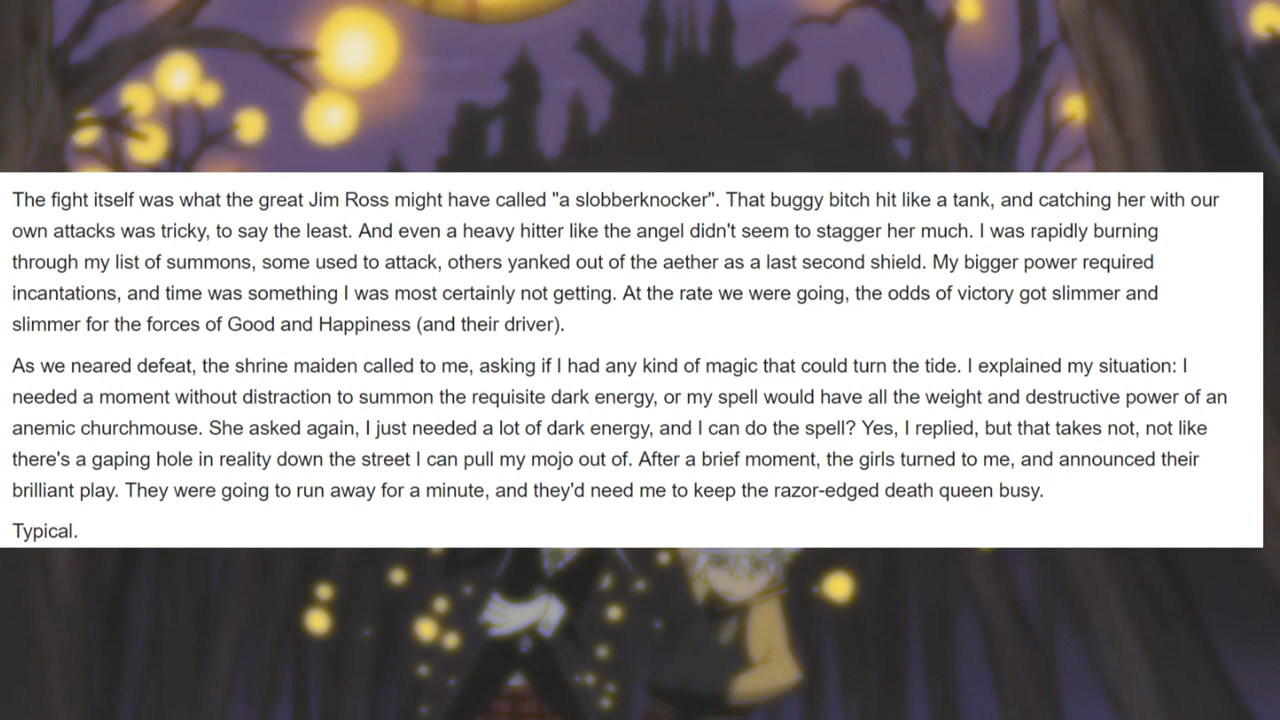 The fight itself was what the great Jim Ross might have called "a slobberknocker". That buggy bitch hit like a tank, and catching her with our
own attacks was tricky, to say the least. And even a heavy hitter like the angel didn't seem to stagger her much. I was rapidly burning
through my list of summons, some used to attack, others yanked out of the aether as a last second shield. My bigger power required
incantations, and time was something I was most certainly not getting. At the rate we were going, the odds of victory got slimmer and
slimmer for the forces of Good and Happiness (and their driver).
As we neared defeat, the shrine maiden called to me, asking if I had any kind of magic that could turn the tide. I explained my situation: I
needed a moment without distraction to summon the requisite dark energy, or my spell would have all the weight and destructive power of an
anemic churchmouse. She asked again, I just needed a lot of dark energy, and I can do the spell? Yes, I replied, but that takes not, not like
there's a gaping hole in reality down the street I can pull my mojo out of. After a brief moment, the girls turned to me, and announced their
brilliant play. They were going to run away for a minute, and they'd need me to keep the razor-edged death queen busy.
Typical.